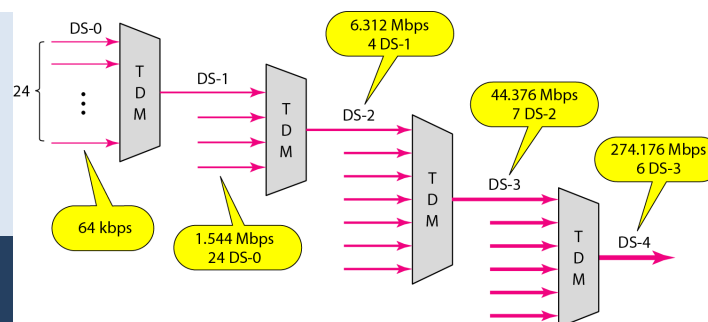 DS-0
24
T
D
M
64 kbps
DS-1
1.544 Mbps
24 DS-0
T
D
M
6.312 Mbps
4 DS-1
DS-2
T
D
M
44.376 Mbps
7 DS-2
DS-3
T
D
M
274.176 Mbps
6 DS-3
DS-4